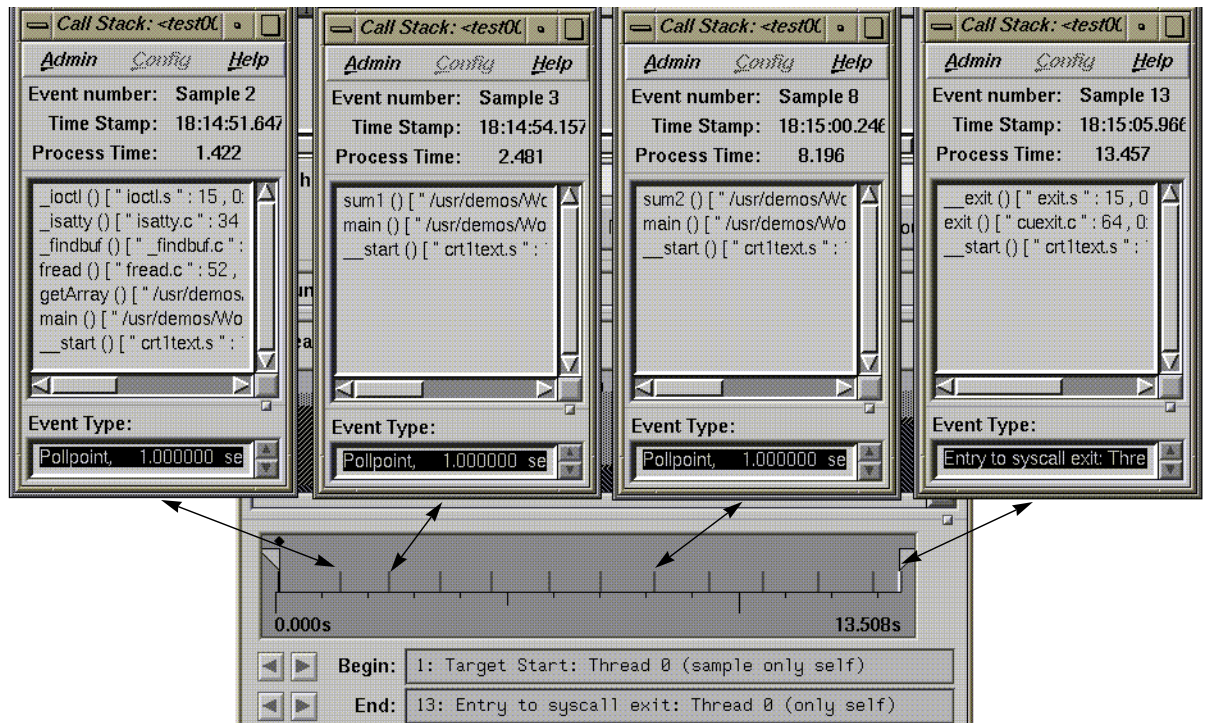 Call Stack: <test0
Admin Config Help
Event number: Sample 2
Time Stamp: 18:14:51.647
Process Time: 1.422
_ioctl () [ " ioctl.s " : 15 , 0
_isatty () [ " isatty.c " : 34
_findbuf () [ " _findbuf.c " :
fread () [ " fread.c " : 52 ,
getArray () [ " /usr/demos
main () [ " /usr/demos/Wo
__start () [ " crt1text.s " :
Event Type:
Pollpoint, 1.000000 se
Call Stack: <test0
Admin Config Help
Event number: Sample 3
Time Stamp: 18:14:54.157
Process Time: 2.481
sum1 () [ " /usr/demos/Wo
main () [ " /usr/demos/Wo
__start () [ " crt1text.s " :
Event Type:
Pollpoint, 1.000000 se
Call Stack: <test0
Admin Config Help
Event number: Sample 8
Time Stamp: 18:15:00.246
Process Time: 8.196
sum2 () [ " /usr/demos/Wo
main () [ " /usr/demos/Wo
__start () [ " crt1text.s " :
Event Type:
Pollpoint, 1.000000 se
Call Stack: <test0
Admin Config Help
Event number: Sample 13
Time Stamp: 18:15:05.966
Process Time: 13.457
__exit () [ " exit.s " : 15 , 0
exit () [ " cuexit.c " : 64 , 0
__start () [ " crt1text.s " :
Event Type:
Entry to syscall exit: Thre
0.000s 13.508s
Begin: 1: Target Start: Thread 0 (sample only self)
End: 13: Entry to syscall exit: Thread 0 (only self)